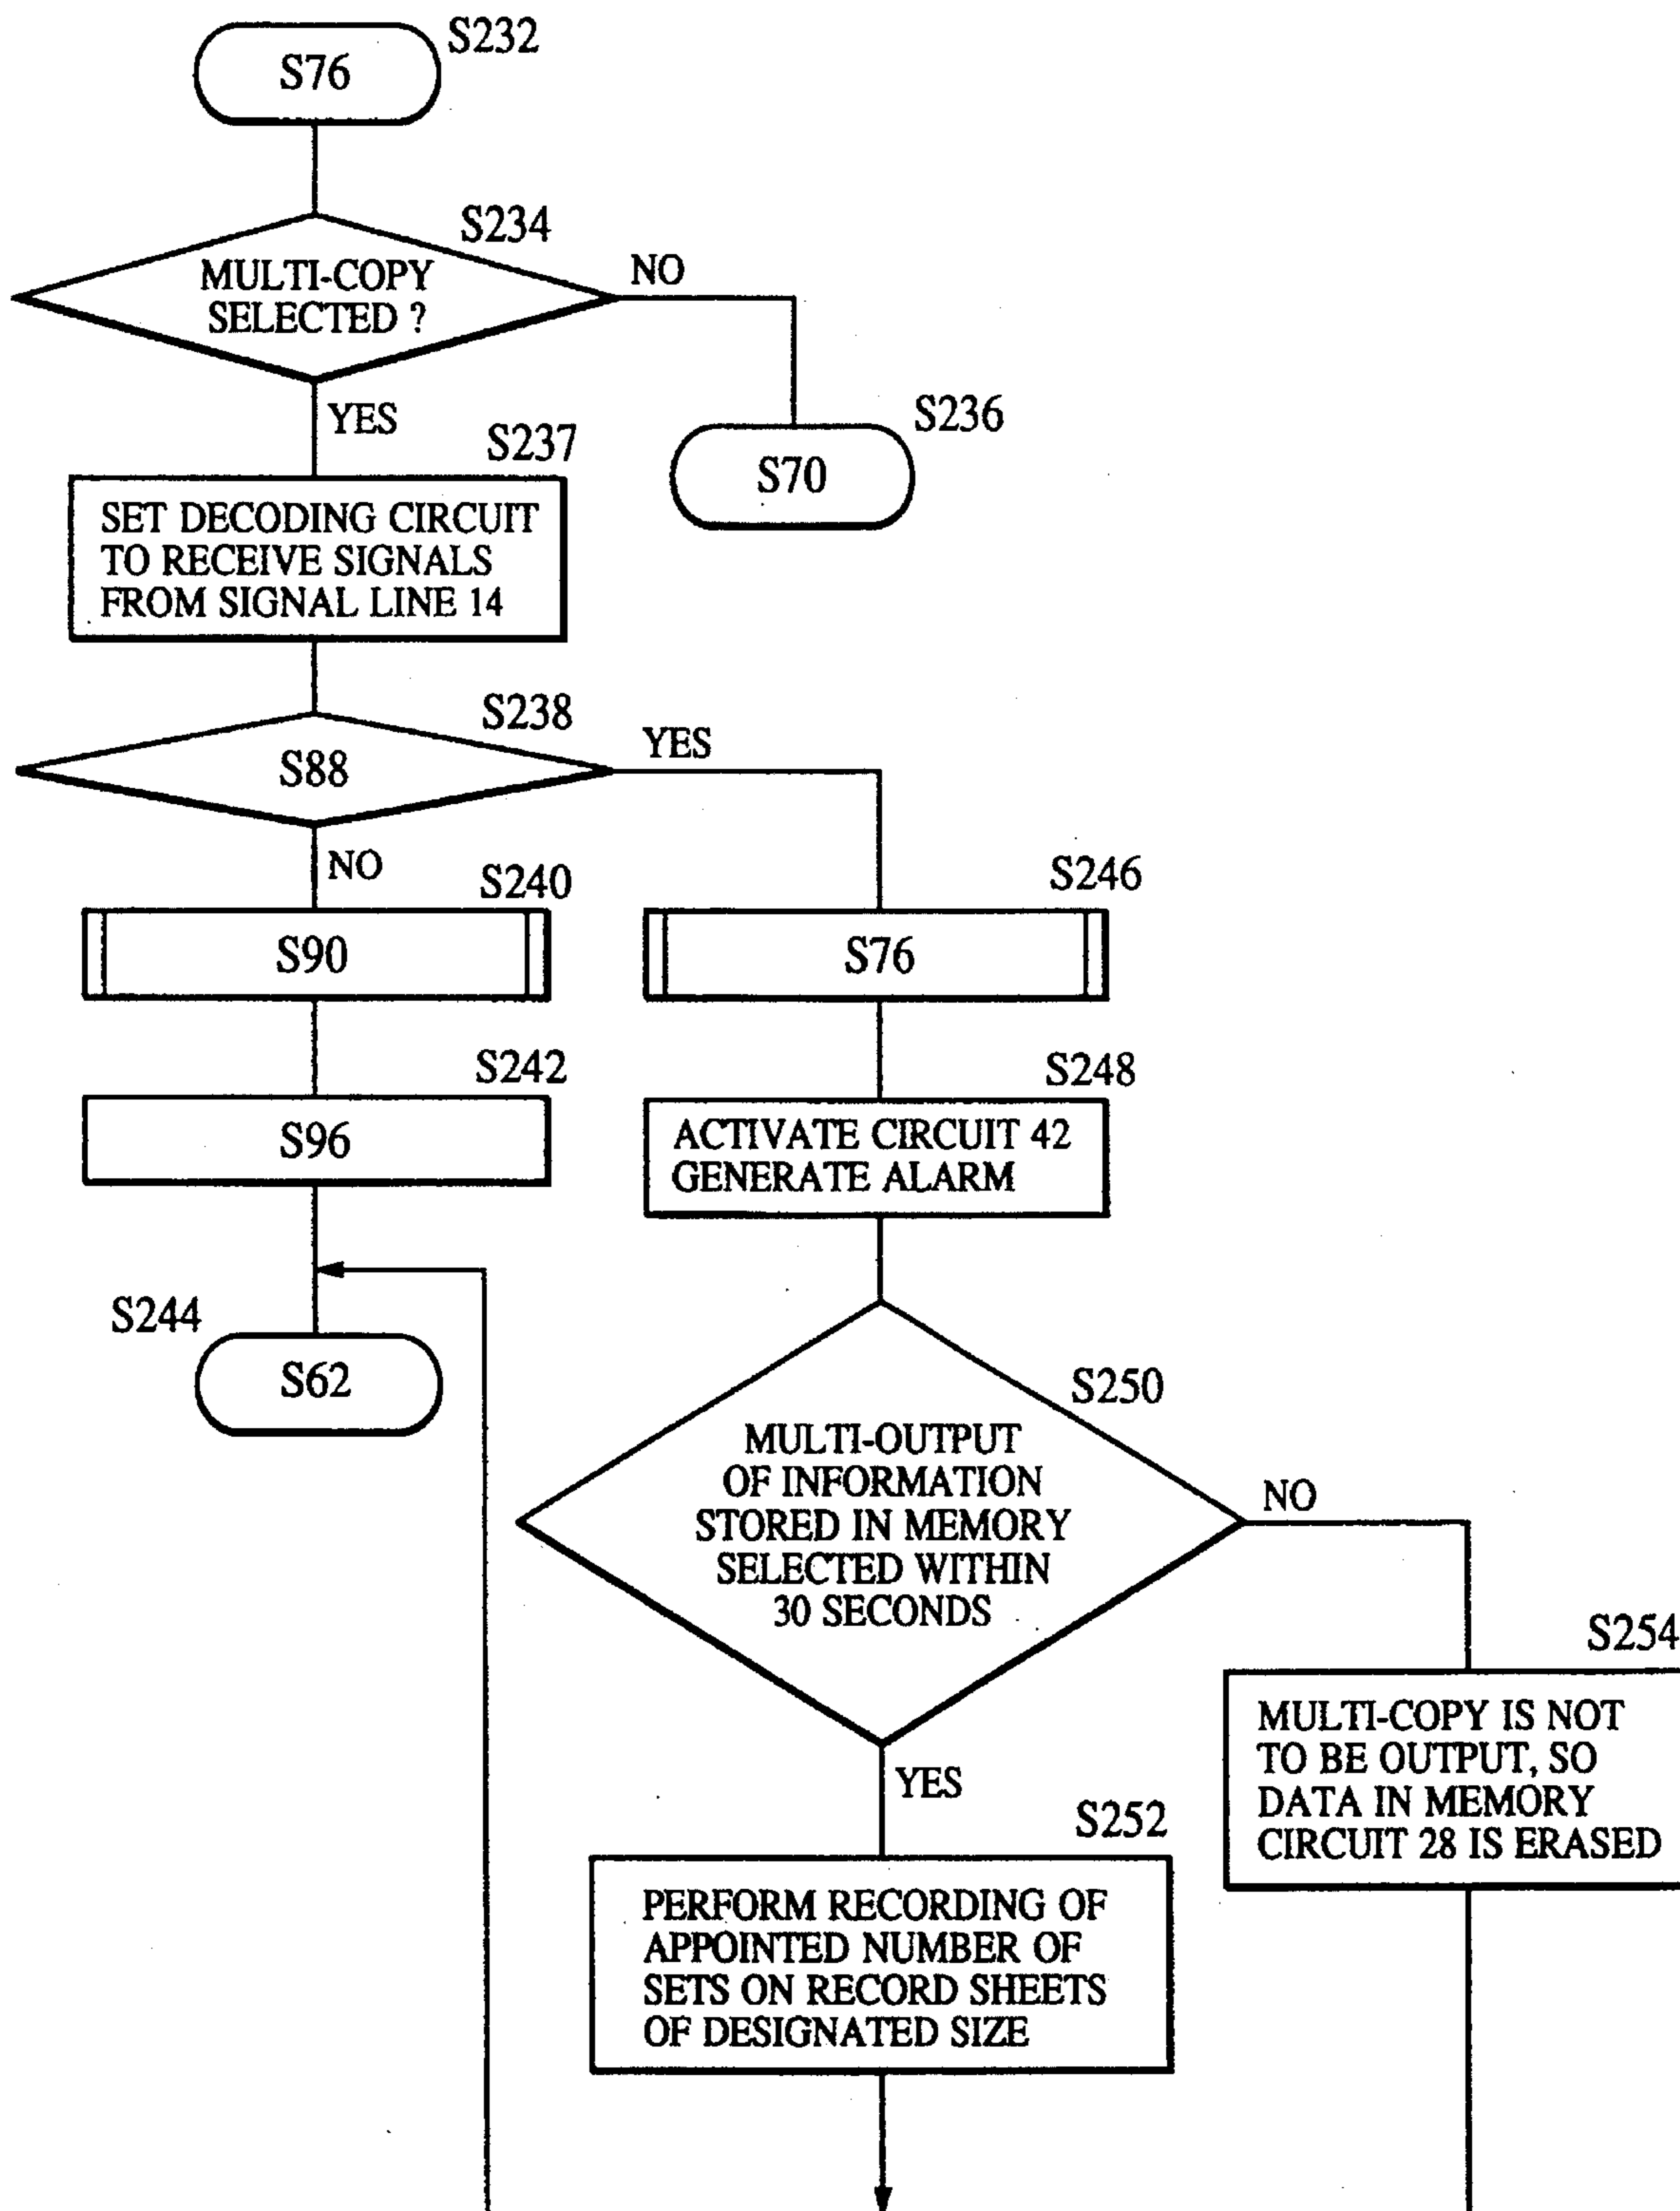 S232
S76
S234
MULTI-COPY
SELECTED ?
NO
YES
S236
S70
S237
SET DECODING CIRCUIT
TO RECEIVE SIGNALS
FROM SIGNAL LINE 14
S238
S88
YES
NO
S240
S90
S246
S76
S242
S96
S248
ACTIVATE CIRCUIT 42
GENERATE ALARM
S244
S62
S250
MULTI-OUTPUT
OF INFORMATION
STORED IN MEMORY
SELECTED WITHIN
30 SECONDS
NO
YES
S254
MULTI-COPY IS NOT
TO BE OUTPUT, SO
DATA IN MEMORY
CIRCUIT 28 IS ERASED
S252
PERFORM RECORDING OF
APPOINTED NUMBER OF
SETS ON RECORD SHEETS
OF DESIGNATED SIZE